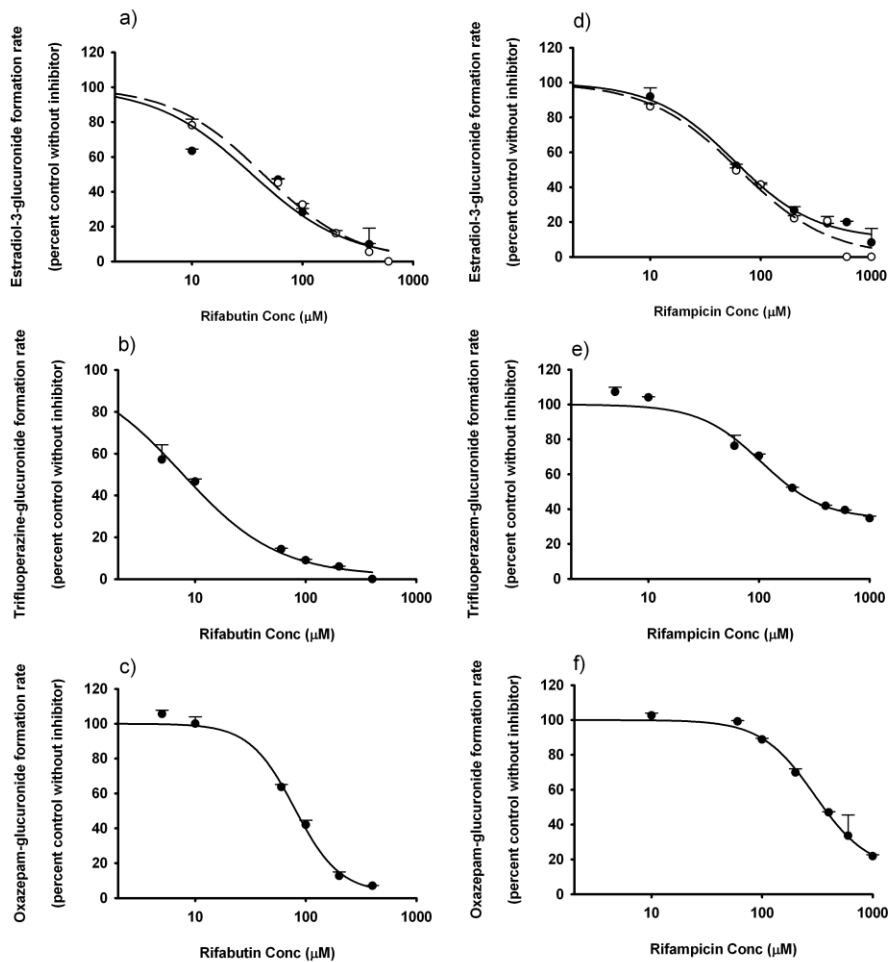 a)
Estradiol-3-glucuronide formation rate
(percent control without inhibitor)
120
100
80
60
40
20
0
10
100
1000
Rifabutin Conc (μM)
d)
Estradiol-3-glucuronide formation rate
(percent control without inhibitor)
120
100
80
60
40
20
0
10
100
1000
Rifampicin Conc (μM)
b)
Trifluoperazine-glucuronide formation rate
(percent control without inhibitor)
100
80
60
40
20
0
10
100
1000
Rifabutin Conc (μM)
e)
Trifluoperazem-glucuronide formation rate
(percent control without inhibitor)
120
100
80
60
40
20
0
10
100
1000
Rifampicin Conc (μM)
c)
Oxazepam-glucuronide formation rate
(percent control without inhibitor)
120
100
80
60
40
20
0
10
100
1000
Rifabutin Conc (μM)
f)
Oxazepam-glucuronide formation rate
(percent control without inhibitor)
120
100
80
60
40
20
0
10
100
1000
Rifampicin Conc (μM)